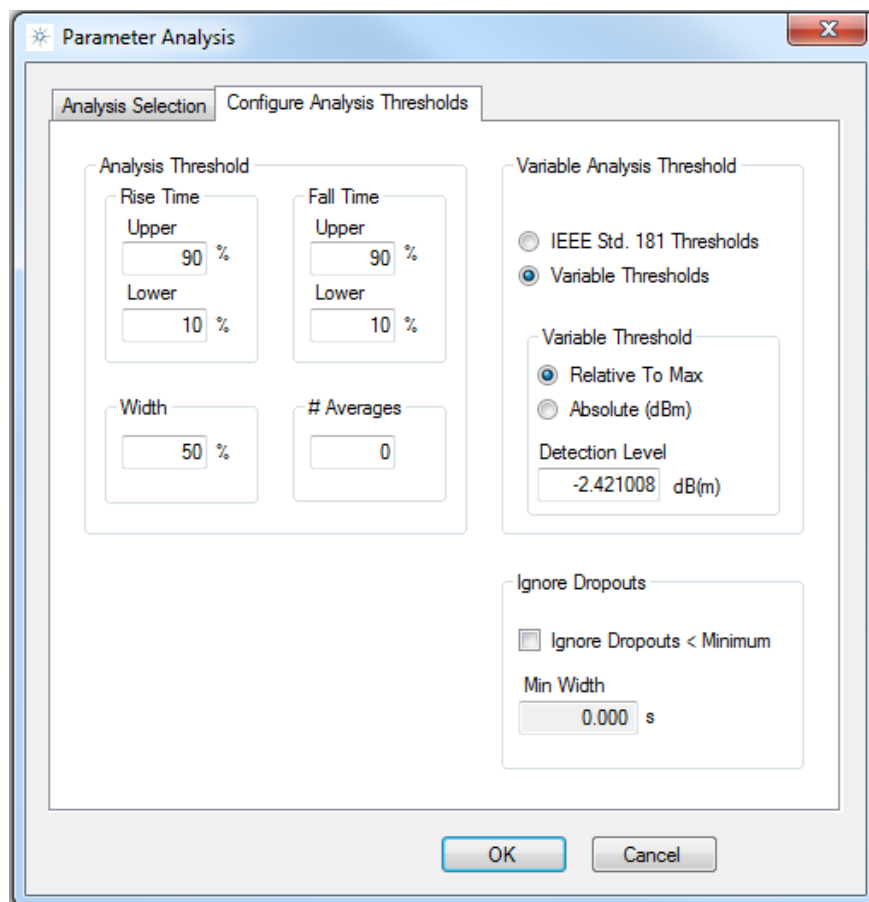 Parameter Analysis
X
Analysis Selection
Configure Analysis Thresholds
Analysis Threshold
Rise Time
Upper
90 %
Lower
10 %
Fall Time
Upper
90 %
Lower
10 %
Width
50 %
# Averages
0
Variable Analysis Threshold
IEEE Std. 181 Thresholds
Variable Thresholds
Variable Threshold
Relative To Max
Absolute (dBm)
Detection Level
-2.421008 dB(m)
Ignore Dropouts
Ignore Dropouts < Minimum
Min Width
0.000 s
OK
Cancel